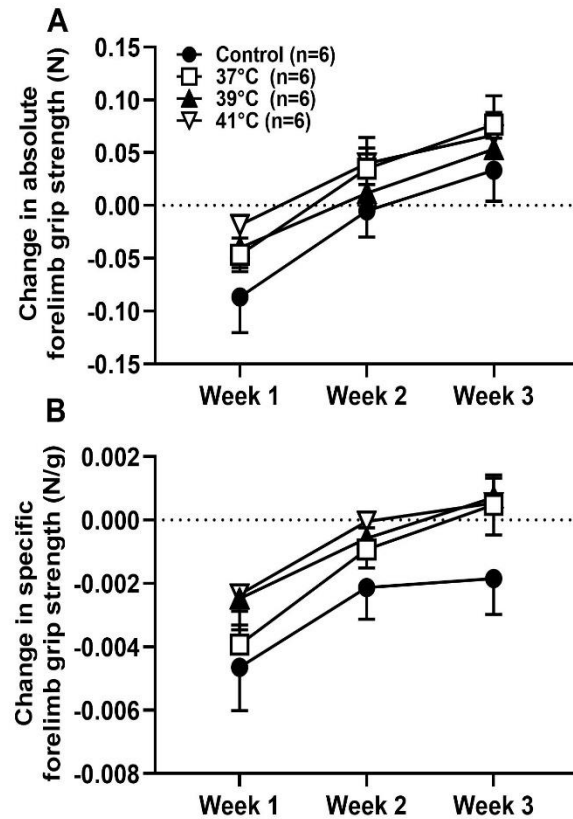 A
Change in absolute
forelimb grip strength (N)
0.15
0.10
0.05
0.00
-0.05
-0.10
-0.15
Control (n=6)
37°C (n=6)
39°C (n=6)
41°C (n=6)
Week 1 Week 2 Week 3
B
Change in specific
forelimb grip strength (N/g)
0.002
0.000
-0.002
-0.004
-0.006
-0.008
Week 1 Week 2 Week 3